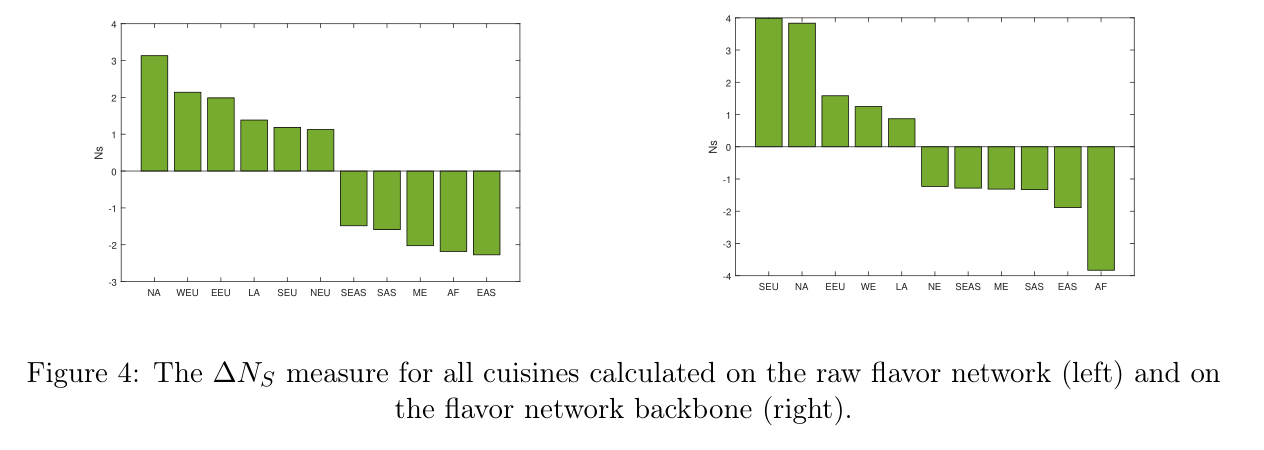 4
3
2
1
0
-1
-2
-3
Ns
NA WEU EEU LA SEU NEU SEAS SAS ME AF EAS
4
3
2
1
0
-1
-2
-3
-4
Ns
SEU NA EEU WE LA NE SEAS ME SAS EAS AF
Figure 4: The ΔN_S measure for all cuisines calculated on the raw flavor network (left) and on
the flavor network backbone (right).